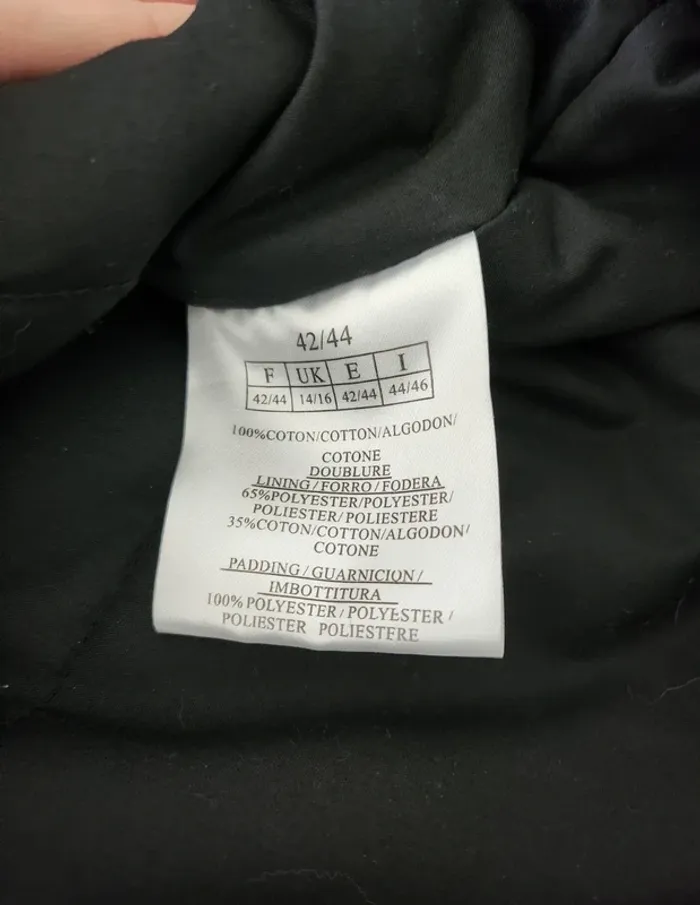 42/44
F UK E I
42/44 14/16 42/44 44/46
100%COTON/COTTON/ALGODON/
COTONE
DOUBLURE
LINING/FORRO/FODERA
65%POLYESTER/POLYESTER/
POLIESTER/POLIESTERE
35%COTON/COTTON/ALGODON/
COTONE
PADDING/GUARNICION/
IMBOTTITURA
100%POLYESTER/POLYESTER/
POLIESTER POLIESTERE